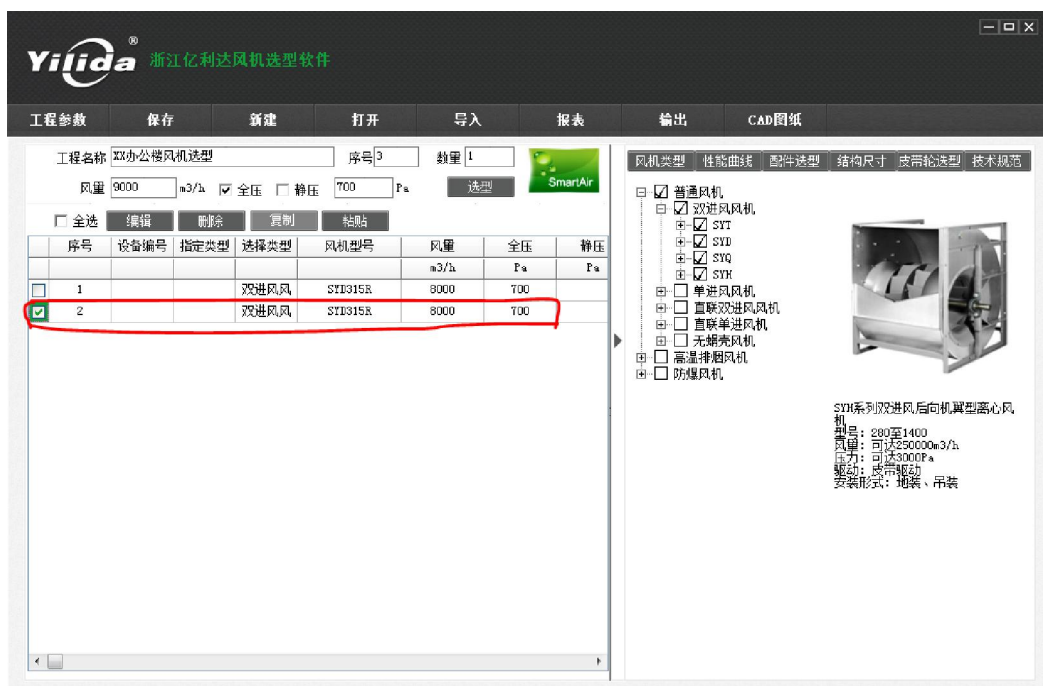 Yilida® 浙江亿利达风机选型软件
工程参数 保存 新建 打开 导入 报表 输出 CAD图纸
工程名称 XX办公楼风机选型 序号 3 数量 1
风量 9000 m3/h 全压 静压 700 Pa 选型
SmartAir
全选 编辑 删除 复制 粘贴
序号 设备编号 指定类型 选择类型 风机型号 风量 全压 静压
m3/h Pa Pa
1 双进风风 SYD315R 8000 700
2 双进风风 SYD315R 8000 700
风机类型 性能曲线 配件选型 结构尺寸 皮带轮选型 技术规范
普通风机
双进风风机
SYT
SYD
SYQ
SYH
单进风风机
直联双进风风机
直联单进风机
无蜗壳风机
高温排烟风机
防爆风机
SYH系列双进风后向机翼型离心风
机
型号：280至1400
风量：可达250000m3/h
压力：可达3000Pa
驱动：皮带驱动
安装形式：地装、吊装